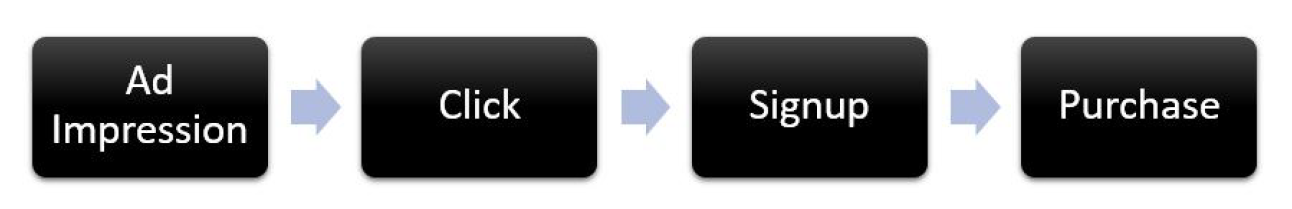 Ad
Impression
Click
Signup
Purchase